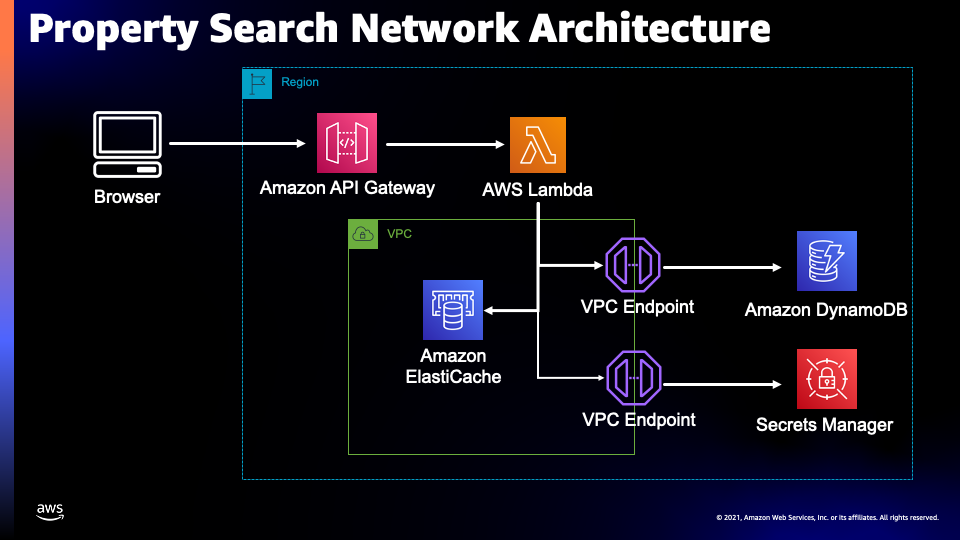 Property Search Network Architecture
Region
Browser
Amazon API Gateway
AWS Lambda
VPC
VPC Endpoint
Amazon DynamoDB
Amazon
ElastiCache
VPC Endpoint
Secrets Manager
aws
© 2021, Amazon Web Services, Inc. or its affiliates. All rights reserved.